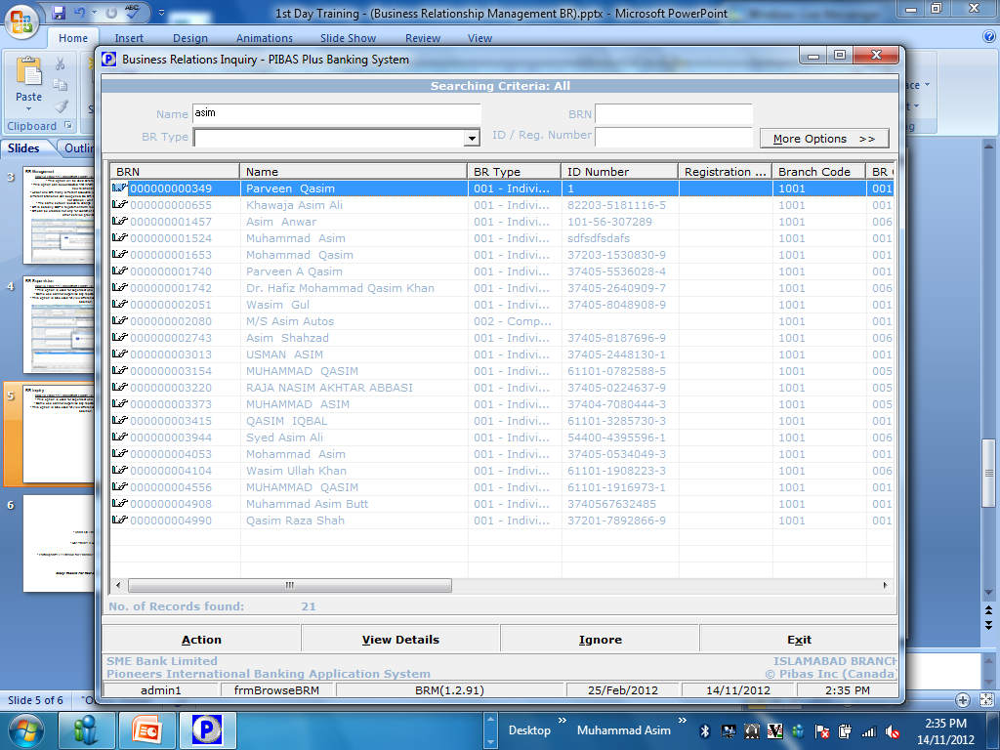 1st Day Training - (Business Relationship Management BR).pptx - Microsoft PowerPoint
Home Insert Design Animations Slide Show Review View
Paste
Clipboard
Slides Outlin
Business Relations Inquiry - PIBAS Plus Banking System
Searching Criteria: All
Name asim BRN
BR Type ID / Reg. Number More Options >>
BRN Name BR Type ID Number Registration ... Branch Code BR
000000000349 Parveen Qasim 001 - Indivi... 1 1001 001
000000000655 Khawaja Asim Ali 001 - Indivi... 82203-5181116-5 1001 001
000000001457 Asim Anwar 001 - Indivi... 101-56-307289 1001 006
000000001524 Muhammad Asim 001 - Indivi... sdfsdfsdafs 1001 001
000000001653 Mohammad Qasim 001 - Indivi... 37203-1530830-9 1001 001
000000001740 Parveen A Qasim 001 - Indivi... 37405-5536028-4 1001 001
000000001742 Dr. Hafiz Mohammad Qasim Khan 001 - Indivi... 37405-2640909-7 1001 006
000000002051 Wasim Gul 001 - Indivi... 37405-8048908-9 1001 001
000000002080 M/S Asim Autos 002 - Comp... 1001 001
000000002743 Asim Shahzad 001 - Indivi... 37405-8187696-9 1001 006
000000003013 USMAN ASIM 001 - Indivi... 37405-2448130-1 1001 001
000000003154 MUHAMMAD QASIM 001 - Indivi... 61101-0782588-5 1001 005
000000003220 RAJA NASIM AKHTAR ABBASI 001 - Indivi... 37405-0224637-9 1001 005
000000003373 MUHAMMAD ASIM 001 - Indivi... 37404-7080444-3 1001 005
000000003415 QASIM IQBAL 001 - Indivi... 61101-3285730-3 1001 001
000000003944 Syed Asim Ali 001 - Indivi... 54400-4395596-1 1001 006
000000004053 Mohammad Asim 001 - Indivi... 37405-0534049-3 1001 001
000000004104 Wasim Ullah Khan 001 - Indivi... 61101-1908223-3 1001 006
000000004556 MUHAMMAD QASIM 001 - Indivi... 61101-1916973-1 1001 001
000000004908 Muhammad Asim Butt 001 - Indivi... 3740567632485 1001 001
000000004990 Qasim Raza Shah 001 - Indivi... 37201-7892866-9 1001 001
No. of Records found: 21
Action View Details Ignore Exit
SME Bank Limited ISLAMABAD BRANCH
Pioneers International Banking Application System © Pibas Inc (Canada)
admin1 frmBrowseBRM BRM(1.2.91) 25/Feb/2012 14/11/2012 2:35 PM
3
4
5
6
Slide 5 of 6
Desktop » Muhammad Asim » 2:35 PM
14/11/2012